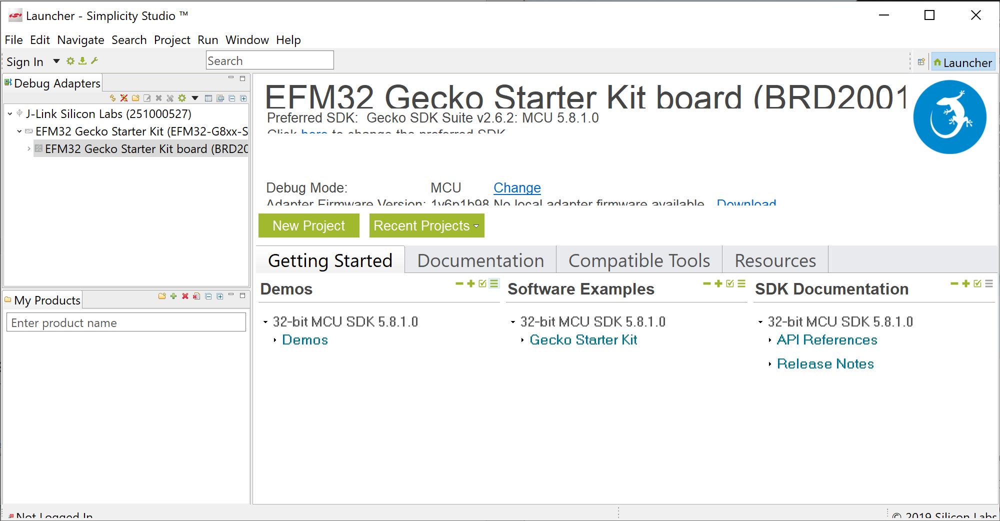 Launcher - Simplicity Studio ™
File Edit Navigate Search Project Run Window Help
Sign In
Search
Launcher
Debug Adapters
J-Link Silicon Labs (251000527)
EFM32 Gecko Starter Kit (EFM32-G8xx-S
EFM32 Gecko Starter Kit board (BRD20
My Products
Enter product name
EFM32 Gecko Starter Kit board (BRD2001
Preferred SDK: Gecko SDK Suite v2.6.2: MCU 5.8.1.0
Click here to change the preferred SDK
Debug Mode: MCU Change
Adapter Firmware Version: 1v6p1b98 No local adapter firmware available Download
New Project
Recent Projects
Getting Started
Documentation
Compatible Tools
Resources
Demos
32-bit MCU SDK 5.8.1.0
Demos
Software Examples
32-bit MCU SDK 5.8.1.0
Gecko Starter Kit
SDK Documentation
32-bit MCU SDK 5.8.1.0
API References
Release Notes
Not Logged In
© 2019 Silicon Labs